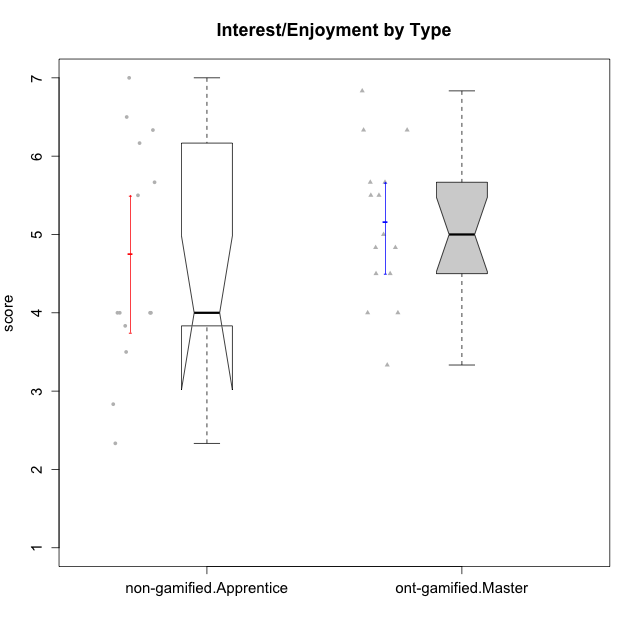 Interest/Enjoyment by Type
7
6
5
4
3
2
1
score
non-gamified.Apprentice
ont-gamified.Master